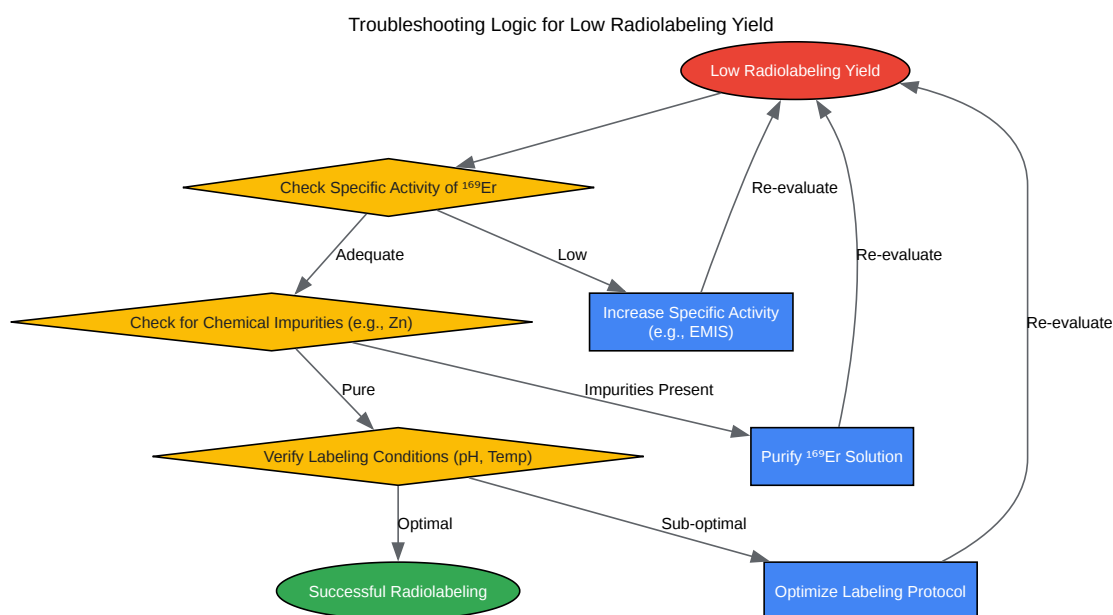 Troubleshooting Logic for Low Radiolabeling Yield
Low Radiolabeling Yield
Check Specific Activity of ¹⁶⁹Er
Re-evaluate
Adequate
Low
Re-evaluate
Increase Specific Activity
(e.g., EMIS)
Check for Chemical Impurities (e.g., Zn)
Re-evaluate
Pure
Impurities Present
Verify Labeling Conditions (pH, Temp)
Purify ¹⁶⁹Er Solution
Optimal
Sub-optimal
Successful Radiolabeling
Optimize Labeling Protocol